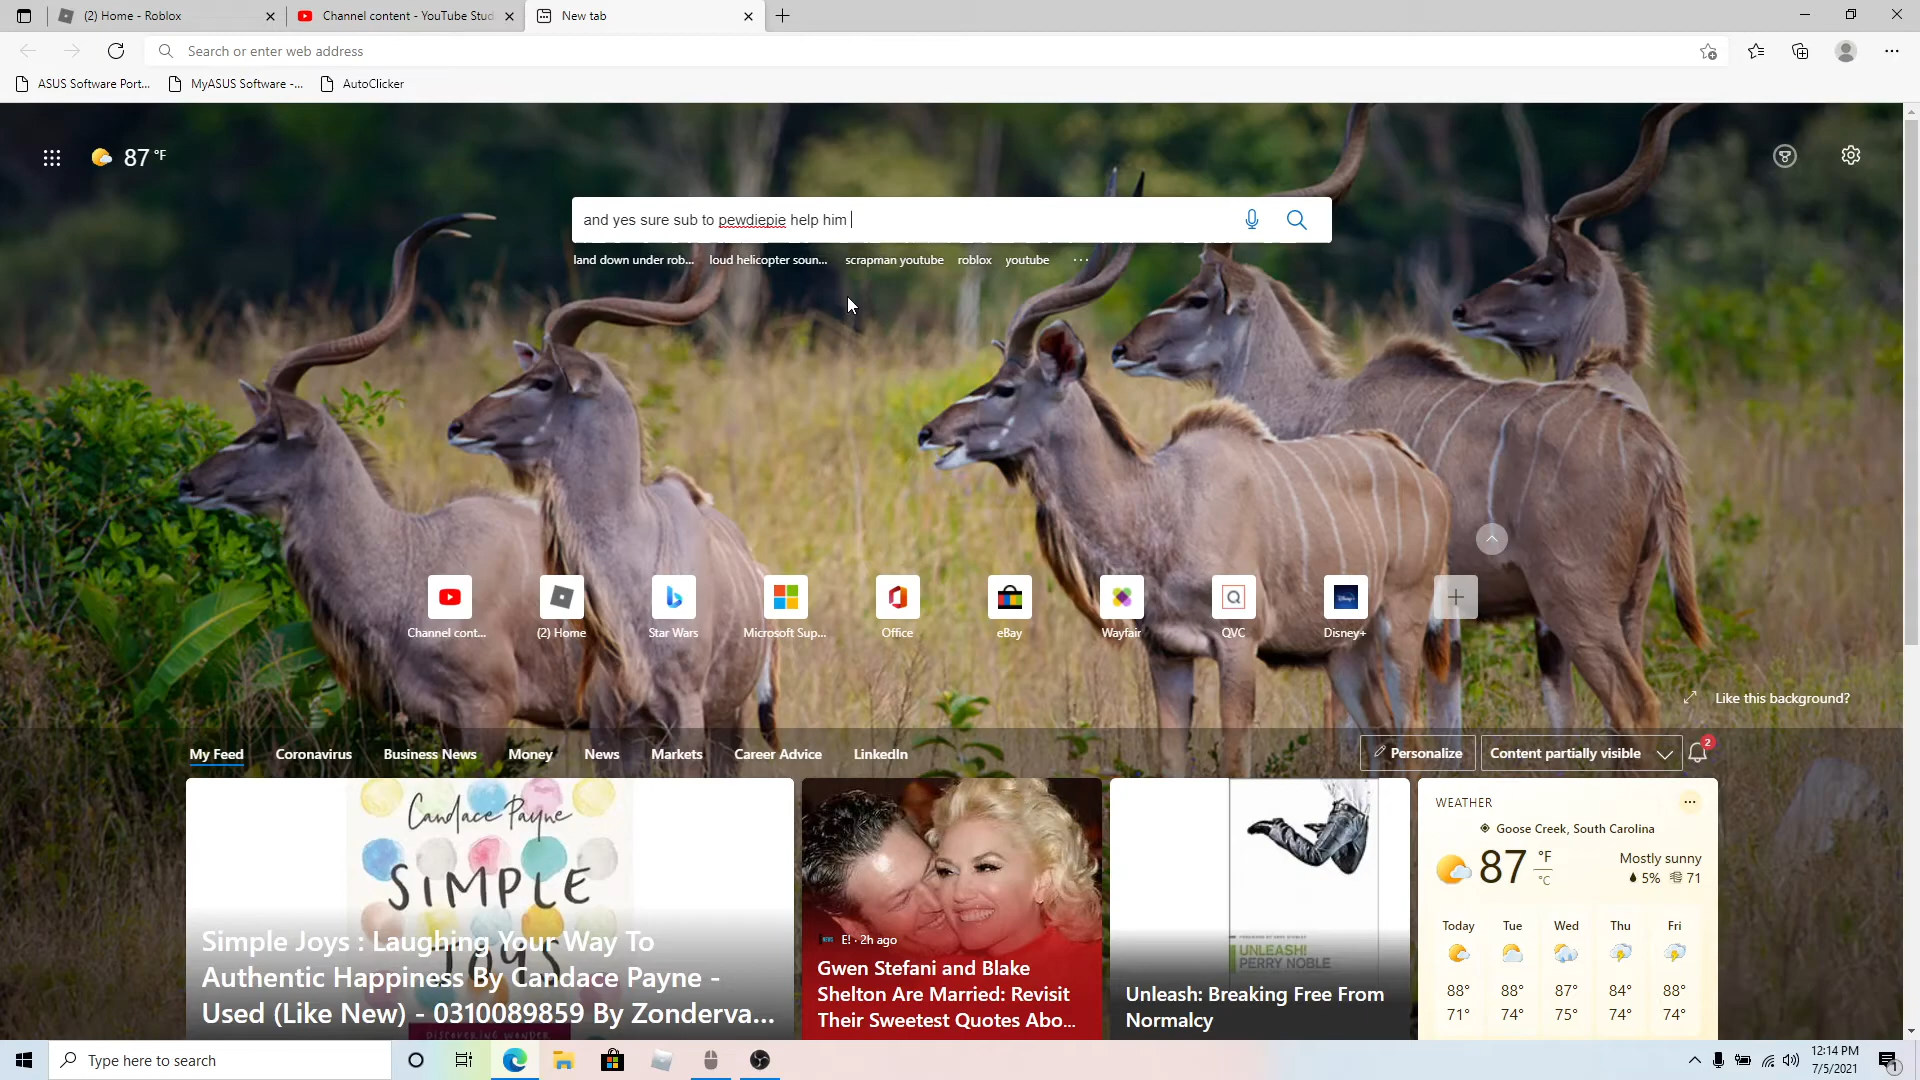 (2) Home - Roblox
Channel content - YouTube Stud
New tab
Search or enter web address
ASUS Software Port...
MyASUS Software -...
AutoClicker
87 °F
and yes sure sub to pewdiepie help him
land down under rob...
loud helicopter soun...
scrapman youtube
roblox
youtube
...
Channel cont...
(2) Home
Star Wars
Microsoft Sup...
Office
eBay
Wayfair
QVC
Disney+
Like this background?
My Feed
Coronavirus
Business News
Money
News
Markets
Career Advice
LinkedIn
Personalize
Content partially visible
2
Candace Payne
SIMPLE
JOYS
Simple Joys : Laughing Your Way To
Authentic Happiness By Candace Payne -
Used (Like New) - 0310089859 By Zonderva...
DISCOVERING WONDER
NEWS
E! · 2h ago
Gwen Stefani and Blake
Shelton Are Married: Revisit
Their Sweetest Quotes Abo...
UNLEASH!
PERRY NOBLE
Unleash: Breaking Free From
Normalcy
WEATHER
Goose Creek, South Carolina
87 °F
°C
Mostly sunny
5% 71
Today Tue Wed Thu Fri
88° 88° 87° 84° 88°
71° 74° 75° 74° 74°
Type here to search
12:14 PM
7/5/2021
1